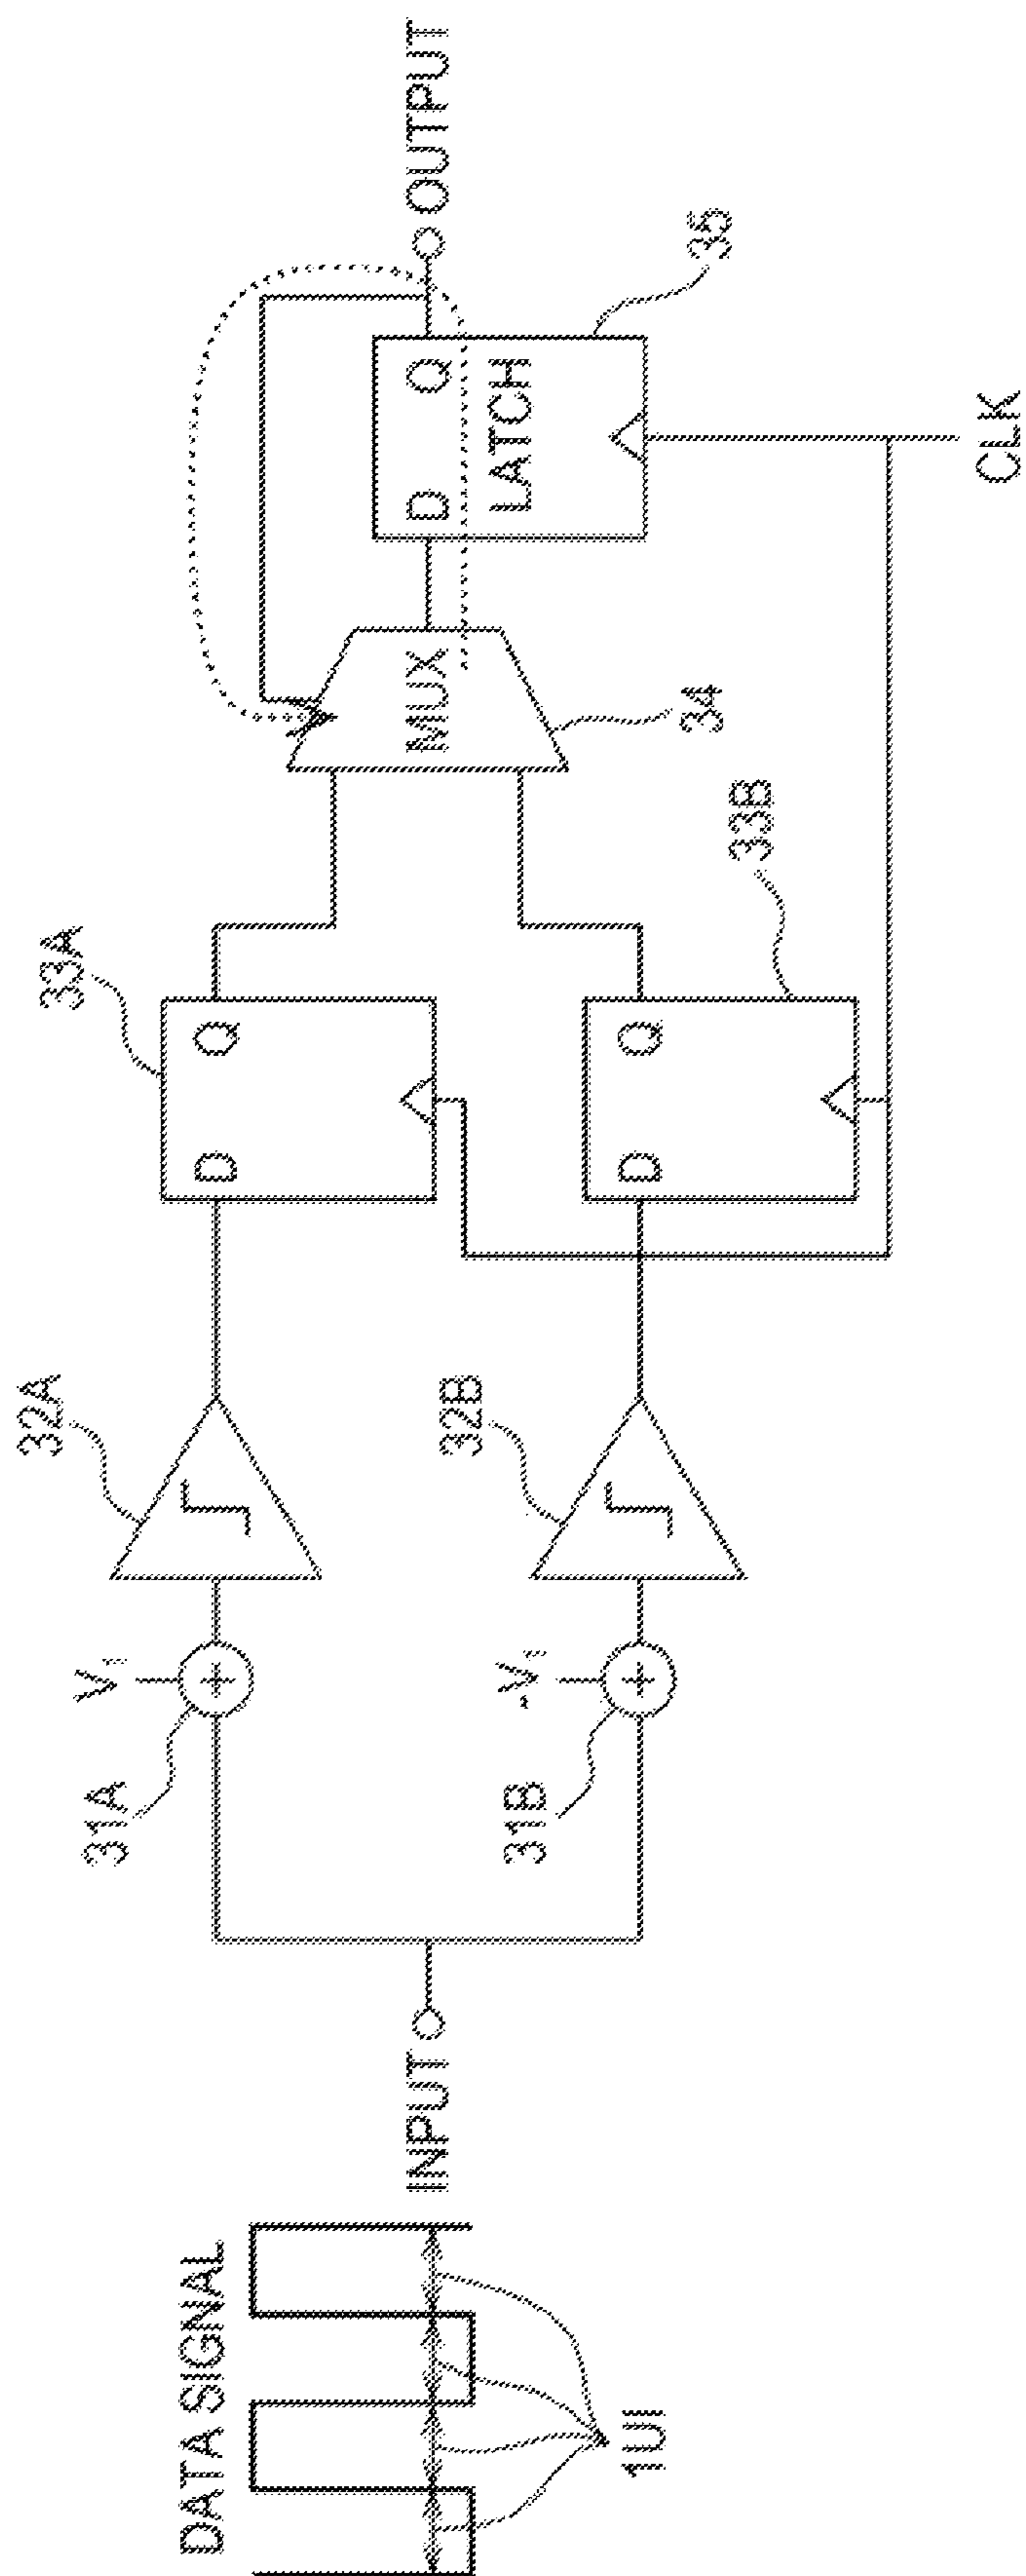 DATA SIGNAL
1UI
INPUT
31A
V₁
31B
-V₁
32A
32B
33A
D
Q
33B
D
Q
MUX
34
D
Q
LATCH
35
CLK
OUTPUT